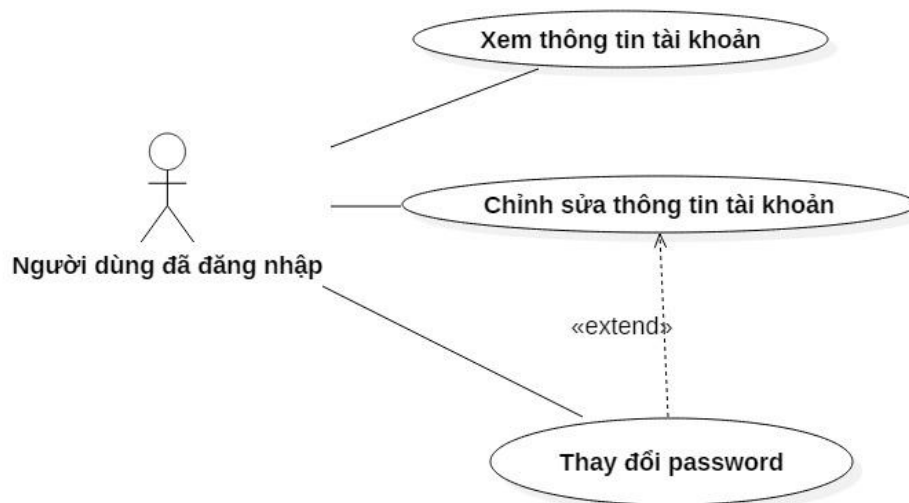 Xem thông tin tài khoản
Chỉnh sửa thông tin tài khoản
Người dùng đã đăng nhập
«extend»
Thay đổi password